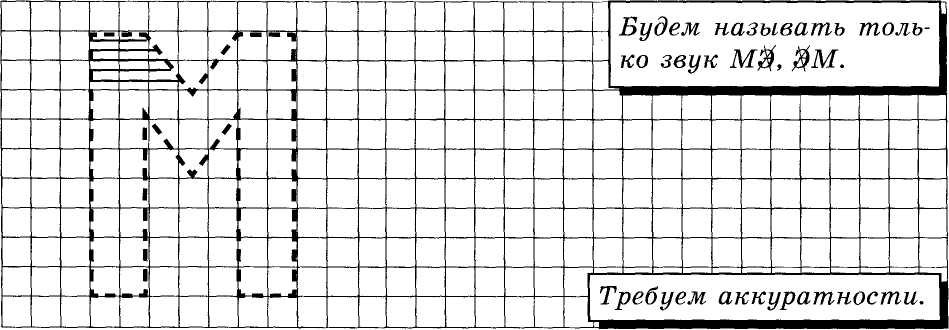 М
Будем называть толь-
ко звук МЭ, ЭМ.
Требуем аккуратности.